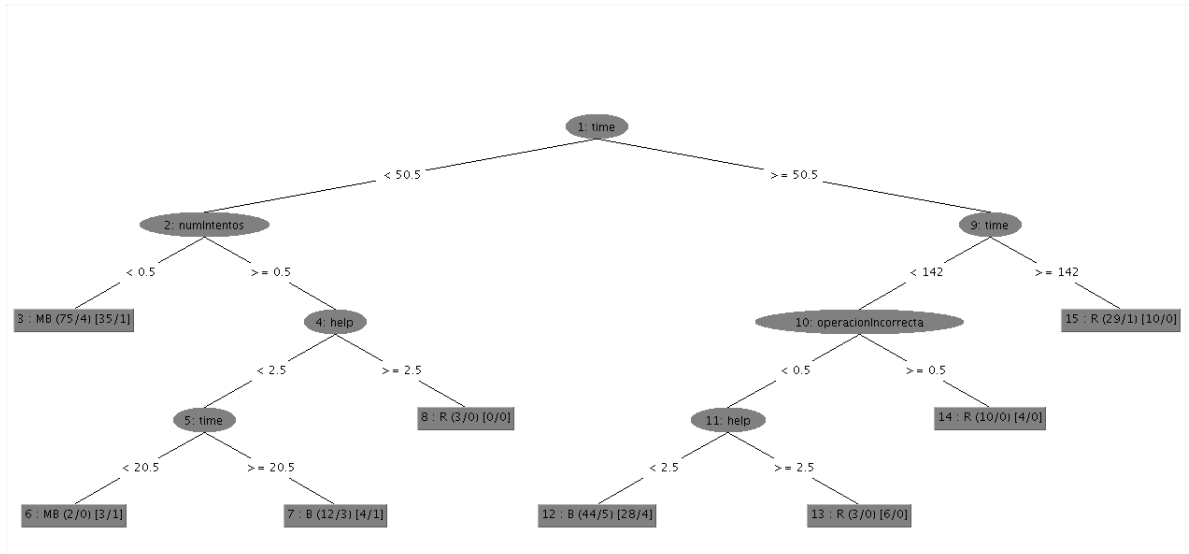 1: time
< 50.5
>= 50.5
2: numIntentos
9: time
< 0.5
>= 0.5
< 142
>= 142
3 : MB (75/4) [35/1]
4: help
10: operacionIncorrecta
15 : R (29/1) [10/0]
< 2.5
>= 2.5
< 0.5
>= 0.5
5: time
8 : R (3/0) [0/0]
11: help
14 : R (10/0) [4/0]
< 20.5
>= 20.5
< 2.5
>= 2.5
6 : MB (2/0) [3/1]
7 : B (12/3) [4/1]
12 : B (44/5) [28/4]
13 : R (3/0) [6/0]